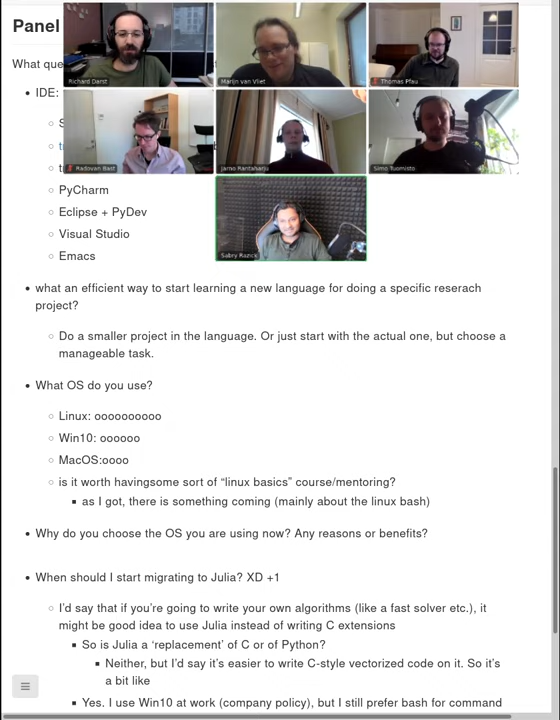 Panel
Richard Darst
Marijn van Vliet
Thomas Pfau
What que
IDE:
S
Radovan Bast
Jarno Rantaharju
Simo Tuomisto
PyCharm
Eclipse + PyDev
Visual Studio
Emacs
Sabry Razick
what an efficient way to start learning a new language for doing a specific reserach
project?
Do a smaller project in the language. Or just start with the actual one, but choose a
manageable task.
What OS do you use?
Linux: oooooooooo
Win10: oooooo
MacOS:oooo
is it worth havingsome sort of “linux basics” course/mentoring?
as I got, there is something coming (mainly about the linux bash)
Why do you choose the OS you are using now? Any reasons or benefits?
When should I start migrating to Julia? XD +1
I’d say that if you’re going to write your own algorithms (like a fast solver etc.), it
might be good idea to use Julia instead of writing C extensions
So is Julia a ‘replacement’ of C or of Python?
Neither, but I’d say it’s easier to write C-style vectorized code on it. So it’s
a bit like
Yes. I use Win10 at work (company policy), but I still prefer bash for command